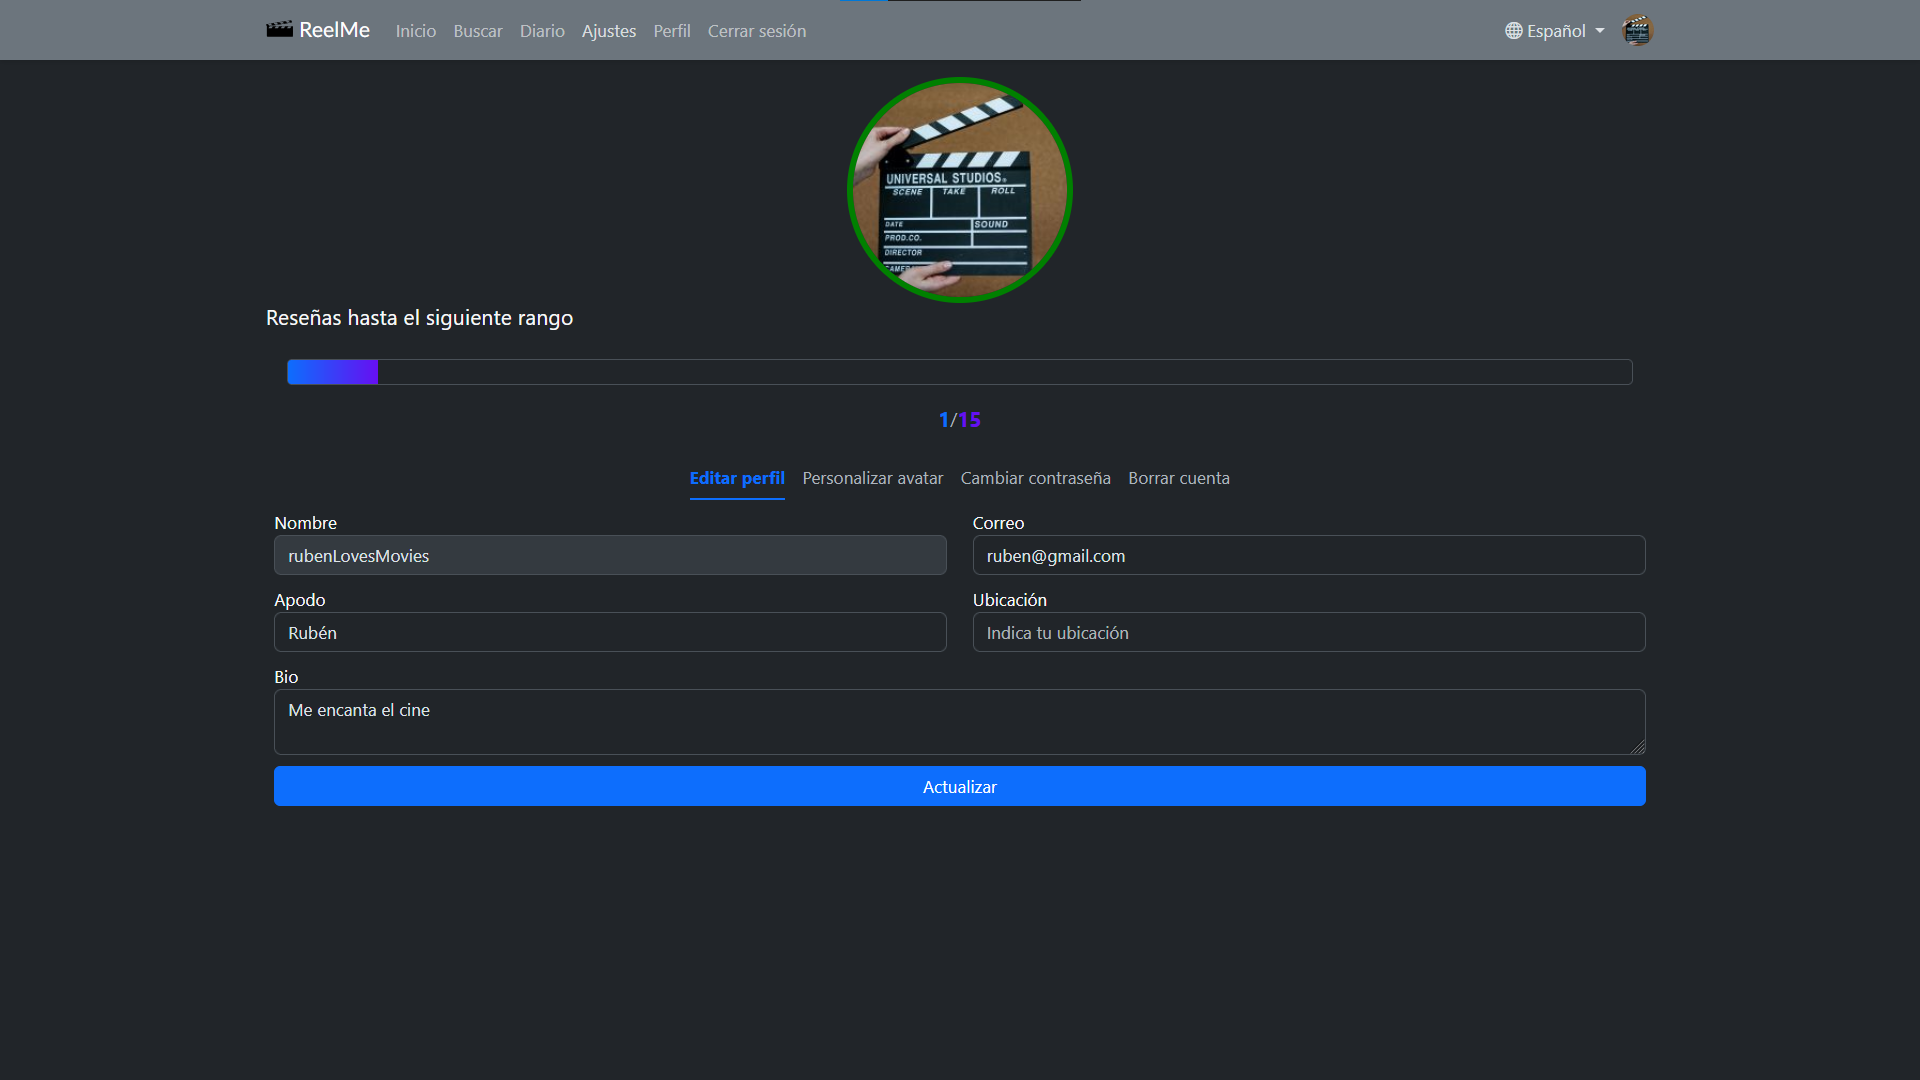 ReelMe Inicio Buscar Diario Ajustes Perfil Cerrar sesión Español
UNIVERSAL STUDIOS®
SCENE TAKE ROLL
DATE SOUND
PROD.CO.
DIRECTOR
CAMERA
Reseñas hasta el siguiente rango
1/15
Editar perfil Personalizar avatar Cambiar contraseña Borrar cuenta
Nombre Correo
rubenLovesMovies ruben@gmail.com
Apodo Ubicación
Rubén Indica tu ubicación
Bio
Me encanta el cine
Actualizar